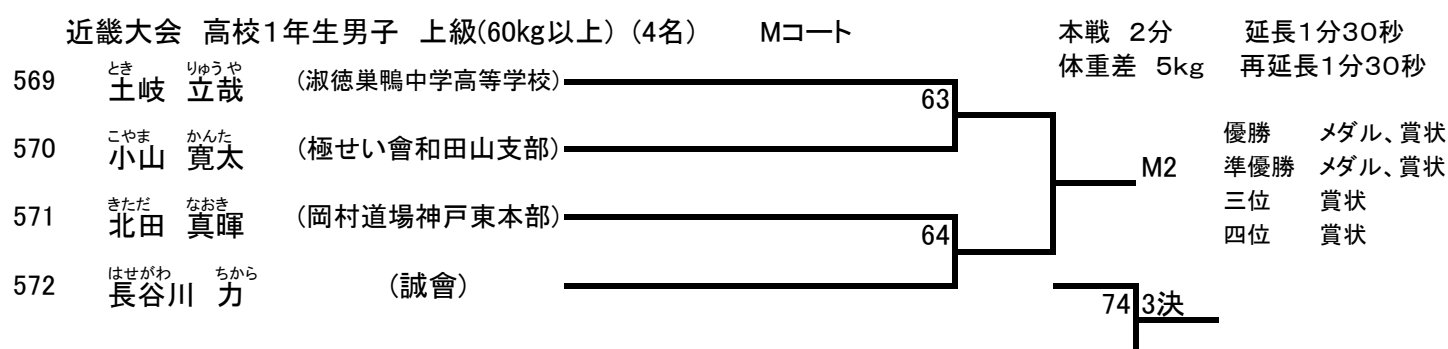 近畿大会 高校1年生男子 上級(60kg以上) (4名) Mコート 本戦 2分 延長1分30秒
体重差 5kg 再延長1分30秒
とき りゅうや
569 土岐 立哉 (淑徳巣鴨中学高等学校)
63
こやま かんた
570 小山 寛太 (極せい會和田山支部)
M2
優勝 メダル、賞状
準優勝 メダル、賞状
三位 賞状
四位 賞状
きただ なおき
571 北田 真暉 (岡村道場神戸東本部)
64
はせがわ ちから
572 長谷川 力 (誠會)
74 3決